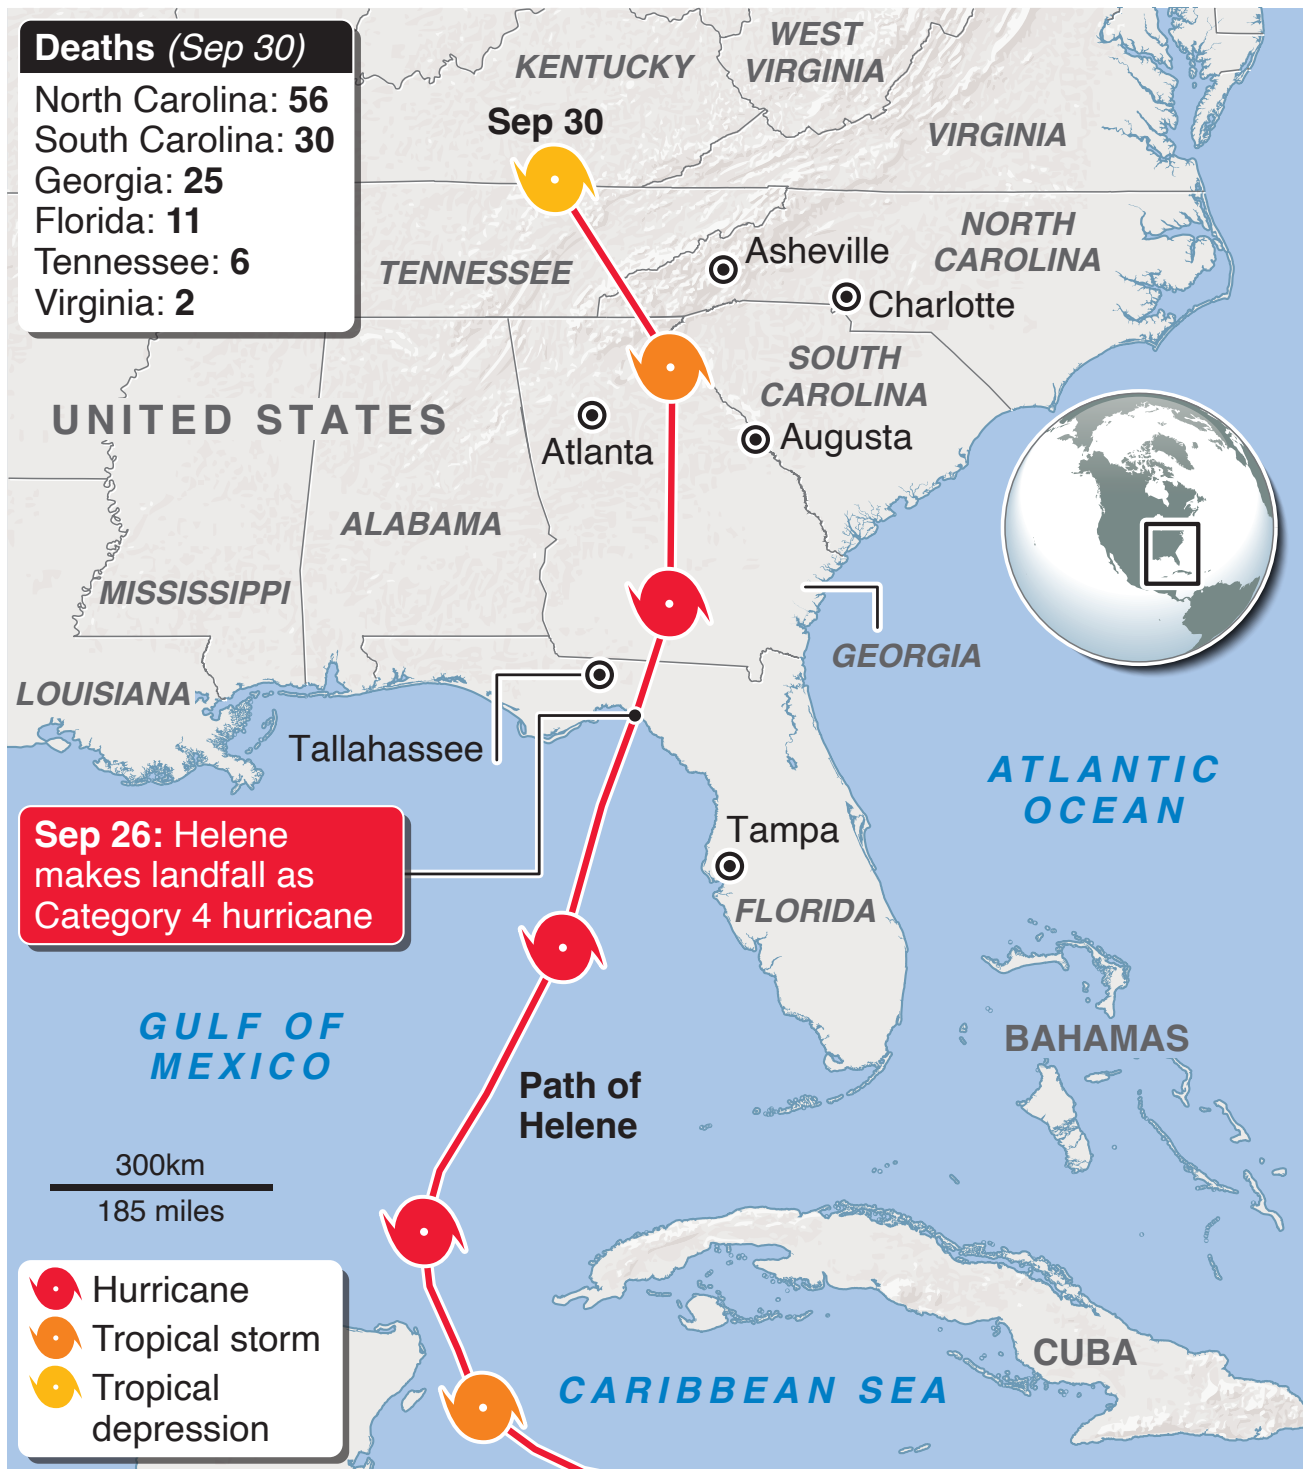 Deaths (Sep 30)
North Carolina: 56
South Carolina: 30
Georgia: 25
Florida: 11
Tennessee: 6
Virginia: 2
KENTUCKY
WEST
VIRGINIA
Sep 30
VIRGINIA
NORTH
CAROLINA
TENNESSEE
Asheville
Charlotte
SOUTH
CAROLINA
UNITED STATES
Atlanta
Augusta
ALABAMA
MISSISSIPPI
GEORGIA
LOUISIANA
Tallahassee
ATLANTIC
OCEAN
Sep 26: Helene
makes landfall as
Category 4 hurricane
Tampa
FLORIDA
GULF OF
MEXICO
BAHAMAS
Path of
Helene
300km
185 miles
Hurricane
Tropical storm
Tropical
depression
CUBA
CARIBBEAN SEA